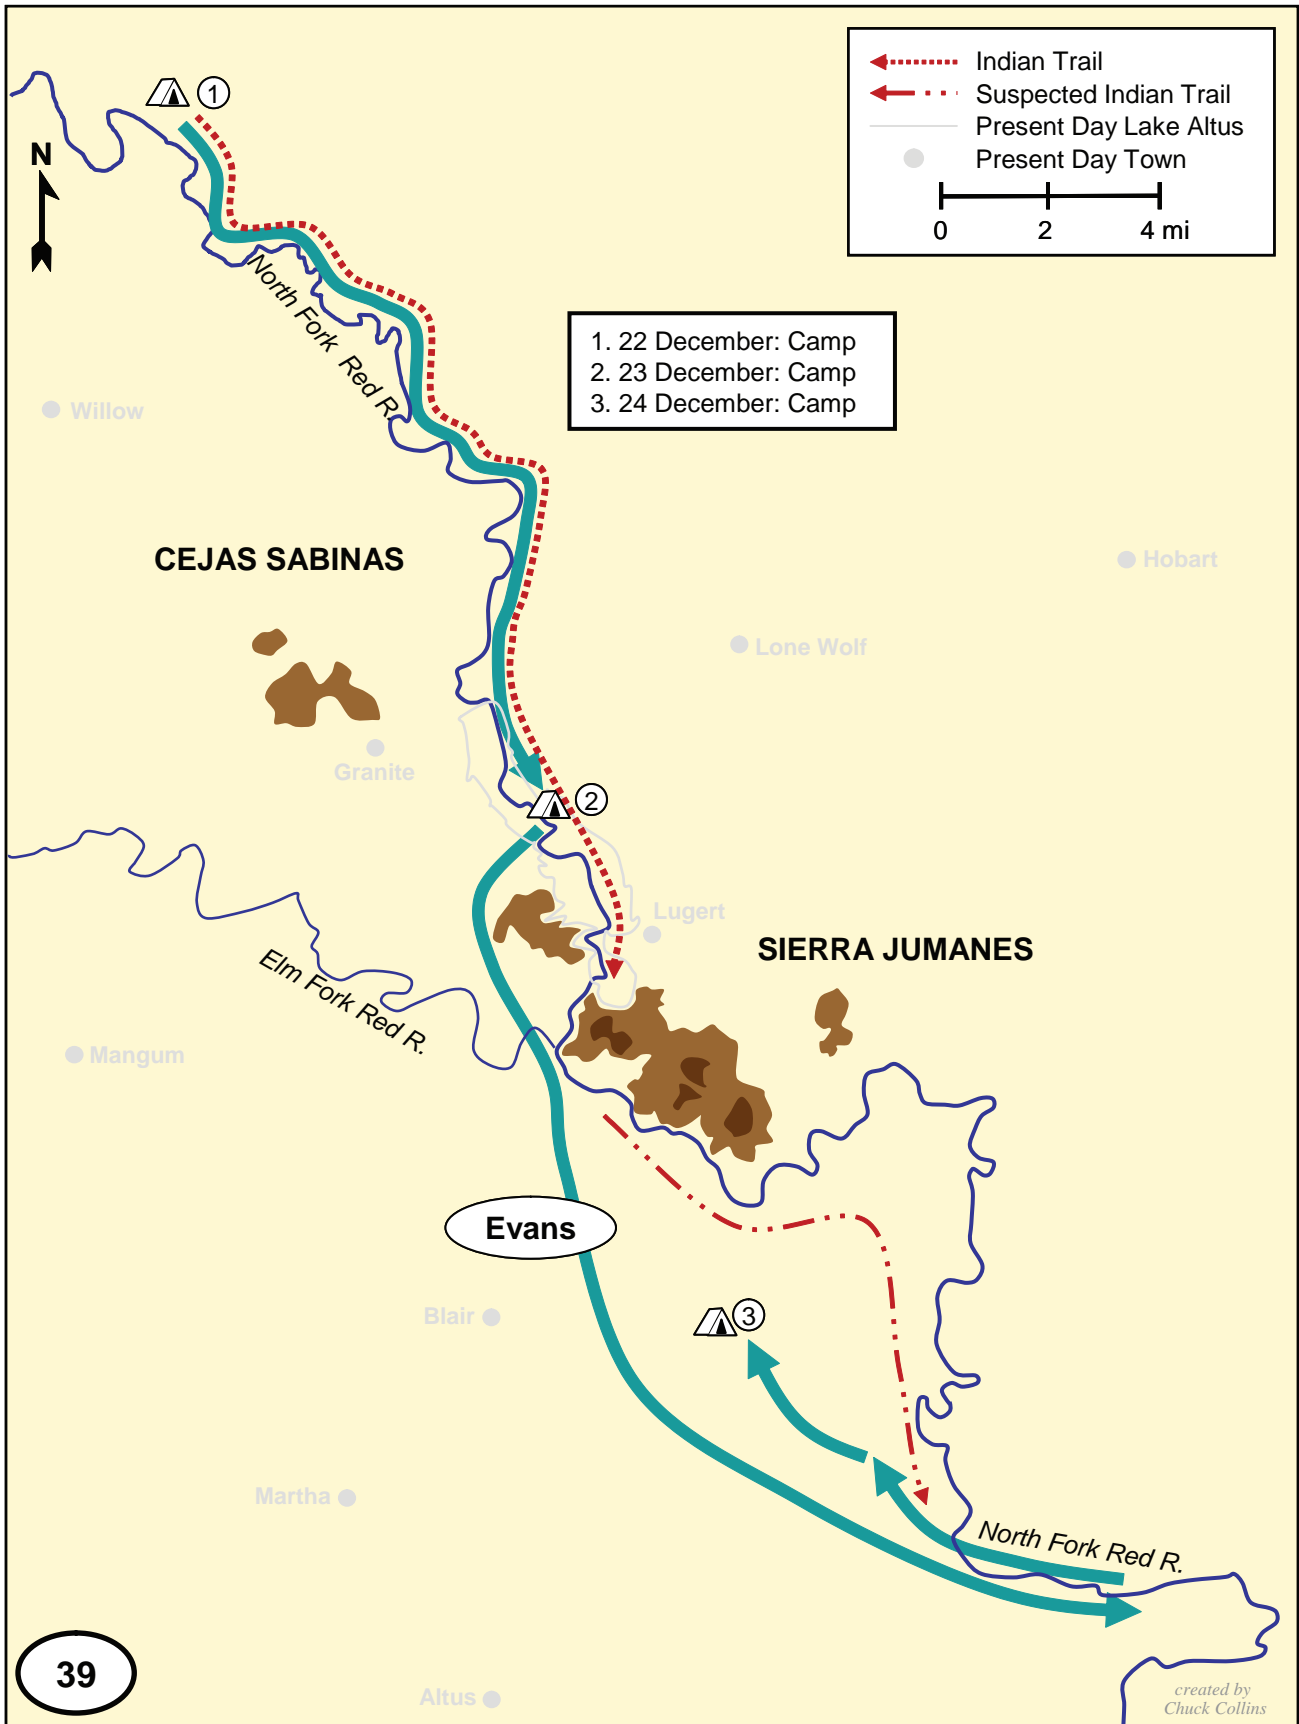 1
N
Indian Trail
Suspected Indian Trail
Present Day Lake Altus
Present Day Town
0 2 4 mi
North Fork Red R.
1. 22 December: Camp
2. 23 December: Camp
3. 24 December: Camp
Willow
CEJAS SABINAS
Hobart
Lone Wolf
Granite
2
Lugert
SIERRA JUMANES
Elm Fork Red R.
Mangum
Evans
Blair
3
Martha
North Fork Red R.
39
Altus
created by
Chuck Collins